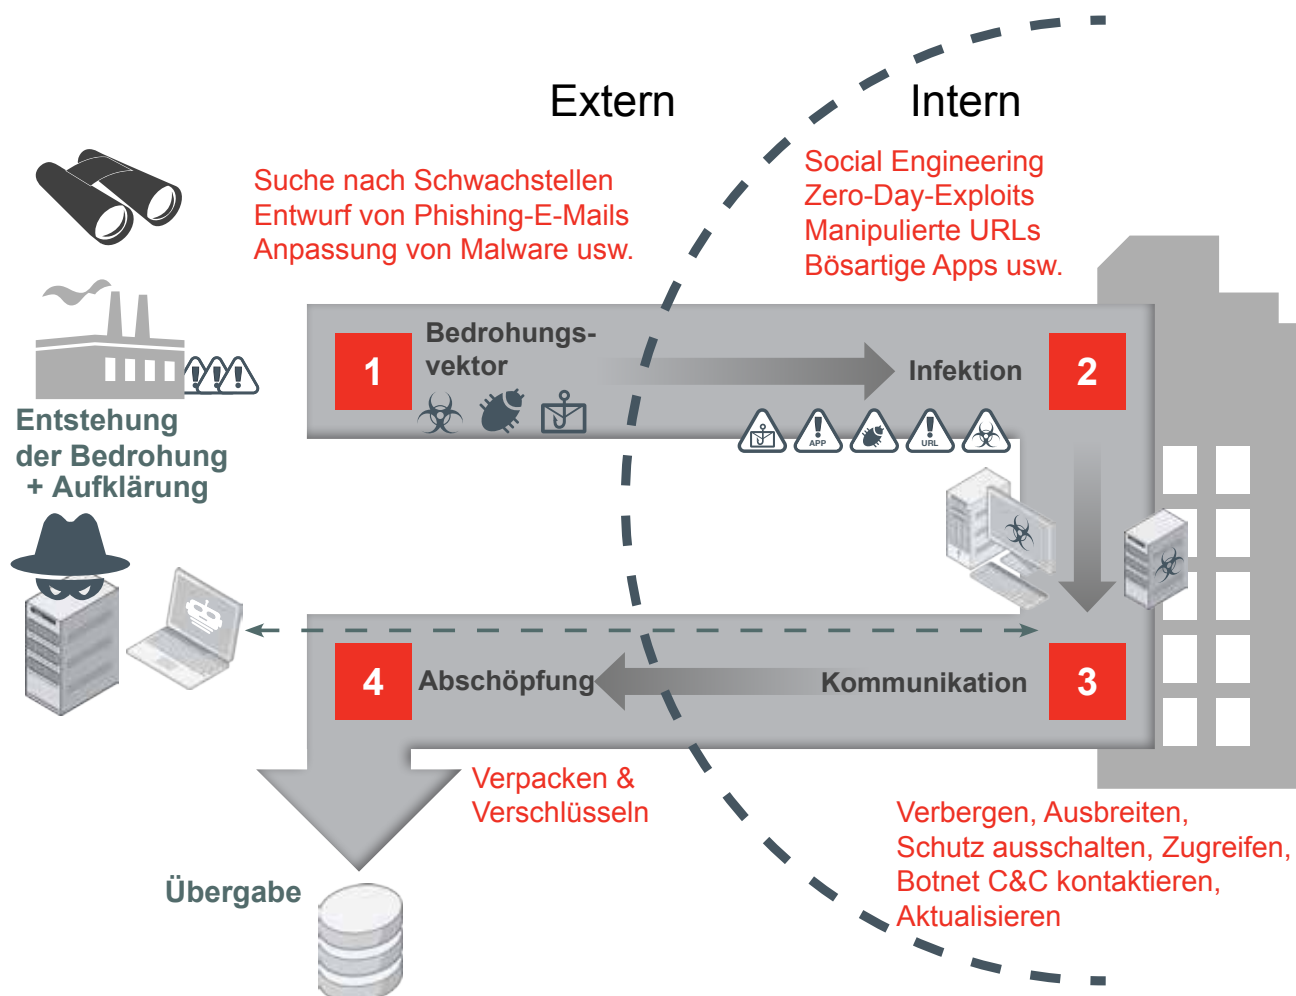 Extern
Intern
Suche nach Schwachstellen
Entwurf von Phishing-E-Mails
Anpassung von Malware usw.
Social Engineering
Zero-Day-Exploits
Manipulierte URLs
Bösartige Apps usw.
1
Bedrohungs-
vektor
Infektion
2
APP
URL
Entstehung
der Bedrohung
+ Aufklärung
4
Abschöpfung
Kommunikation
3
Verpacken &
Verschlüsseln
Verbergen, Ausbreiten,
Schutz ausschalten, Zugreifen,
Botnet C&C kontaktieren,
Aktualisieren
Übergabe